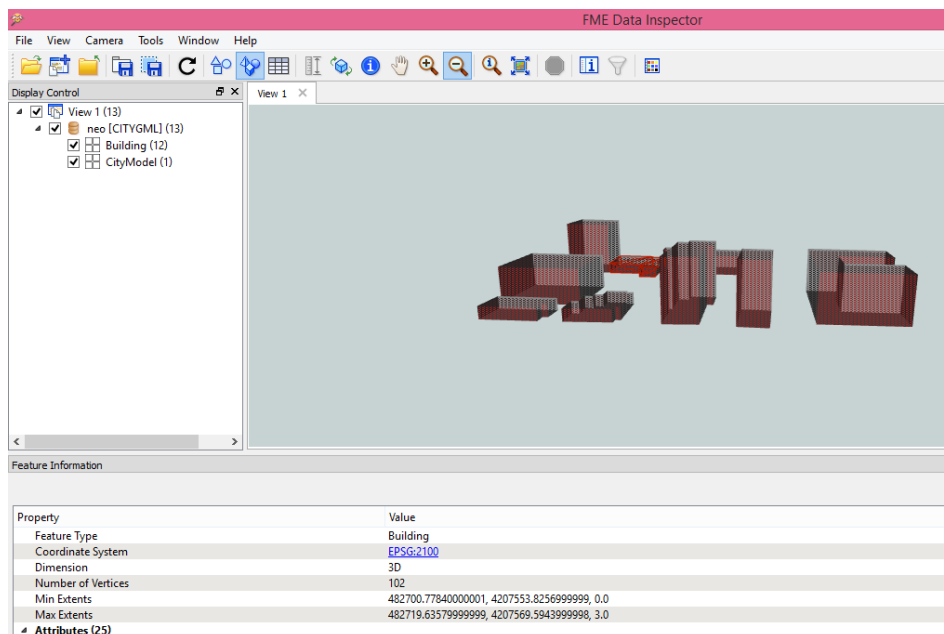 FME Data Inspector
File View Camera Tools Window Help
Display Control
View 1
View 1 (13)
neo [CITYGML] (13)
Building (12)
CityModel (1)
Feature Information
Property Value
Feature Type Building
Coordinate System EPSG:2100
Dimension 3D
Number of Vertices 102
Min Extents 482700.77840000001, 4207553.8256999999, 0.0
Max Extents 482719.63579999999, 4207569.5943999998, 3.0
Attributes (25)